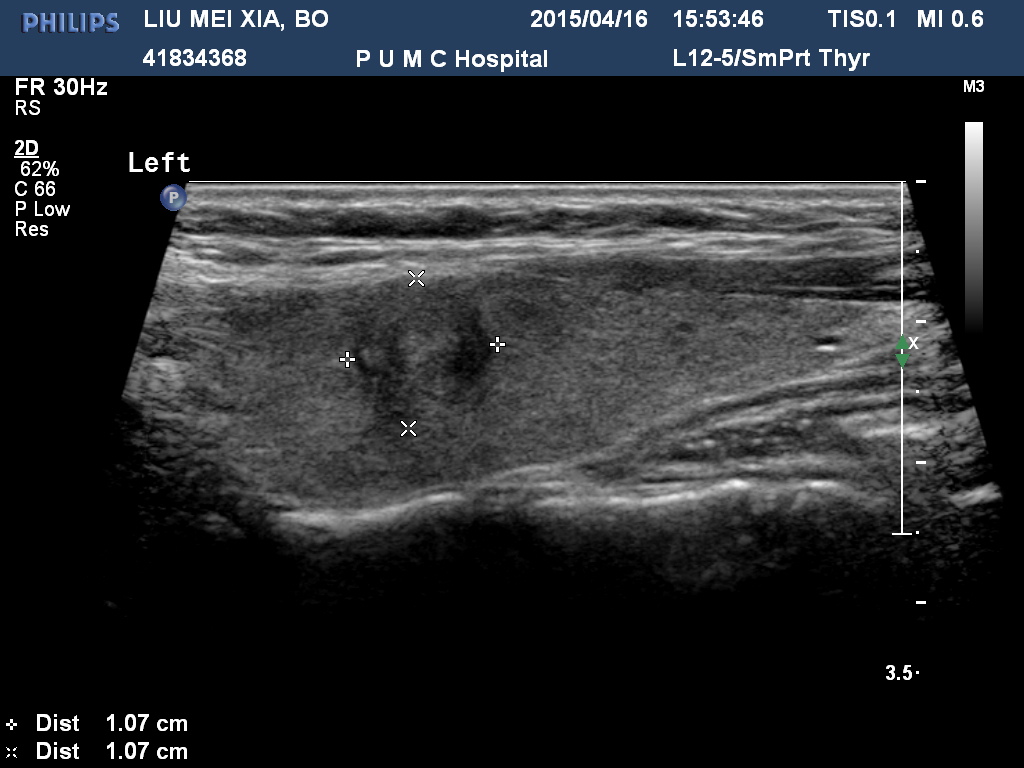 PHILIPS LIU MEI XIA, BO 2015/04/16 15:53:46 TIS0.1 MI 0.6
41834368 P U M C Hospital L12-5/SmPrt Thyr
FR 30Hz
RS
M3
2D
62%
C 66
P Low
Res
Left
P
X
3.5
Dist 1.07 cm
Dist 1.07 cm